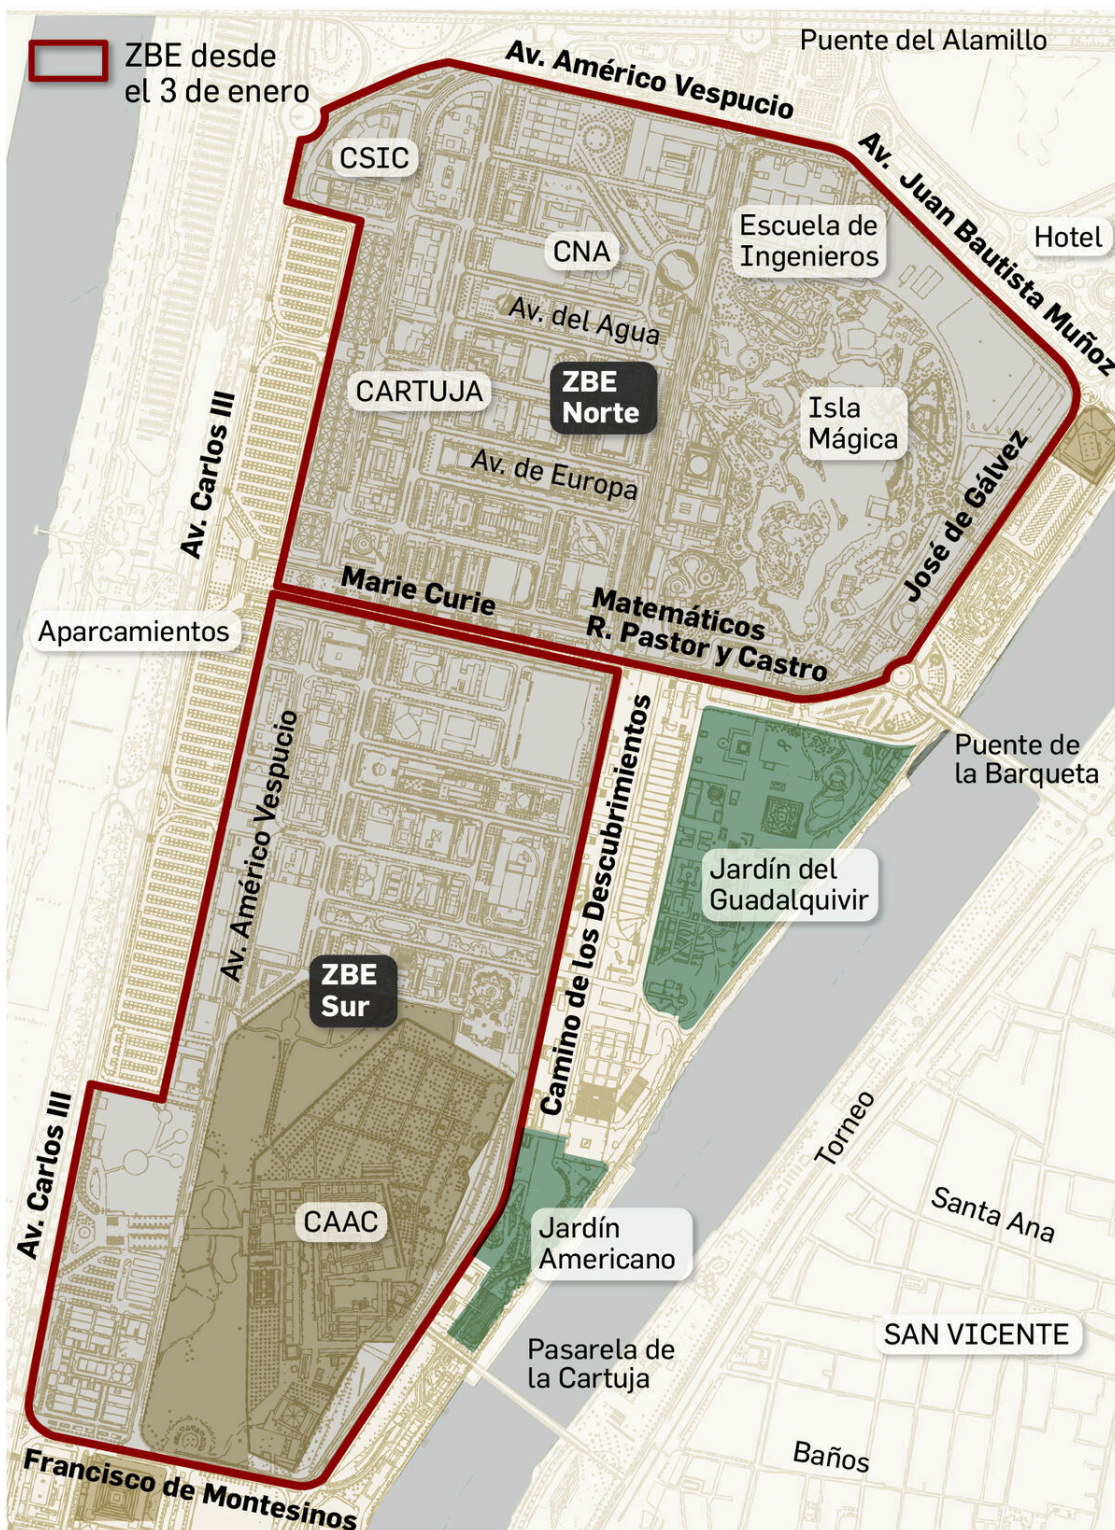 ZBE desde
el 3 de enero
Puente del Alamillo
Av. Américo Vespucio
Av. Juan Bautista Muñoz
CSIC
Escuela de
Ingenieros
Hotel
CNA
Av. del Agua
CARTUJA
ZBE
Norte
Isla
Mágica
Av. Carlos III
Av. de Europa
José de Gálvez
Marie Curie
Matemáticos
R. Pastor y Castro
Aparcamientos
Av. Américo Vespucio
Camino de los Descubrimientos
Puente de
la Barqueta
Jardín del
Guadalquivir
ZBE
Sur
Av. Carlos III
Torneo
CAAC
Jardín
Americano
Santa Ana
SAN VICENTE
Pasarela de
la Cartuja
Baños
Francisco de Montesinos